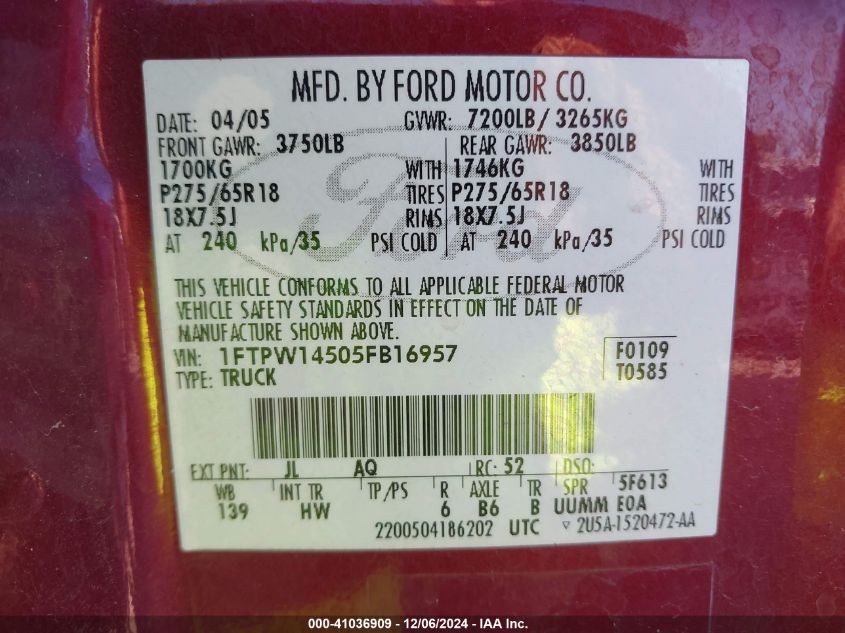 MFD. BY FORD MOTOR CO.
DATE: 04/05 GVWR: 7200LB/ 3265KG
FRONT GAWR: 3750LB REAR GAWR: 3850LB
1700KG WITH 1746KG WITH
P275/65R18 TIRES P275/65R18 TIRES
18X7.5J RIMS 18X7.5J RIMS
AT 240 kPa/35 PSI COLD AT 240 kPa/35 PSI COLD
Ford
THIS VEHICLE CONFORMS TO ALL APPLICABLE FEDERAL MOTOR
VEHICLE SAFETY STANDARDS IN EFFECT ON THE DATE OF
MANUFACTURE SHOWN ABOVE.
VIN: 1FTPW14505FB16957 F0109
TYPE: TRUCK T0585
EXT PNT: JL AQ RC: 52 DSO:
WB INT TR TP/PS R AXLE TR SPR 5F613
139 HW 6 B6 B UUMM E0A
2200504186202 UTC ▽ 2U5A-1520472-AA
000-41036909 - 12/06/2024 - IAA Inc.